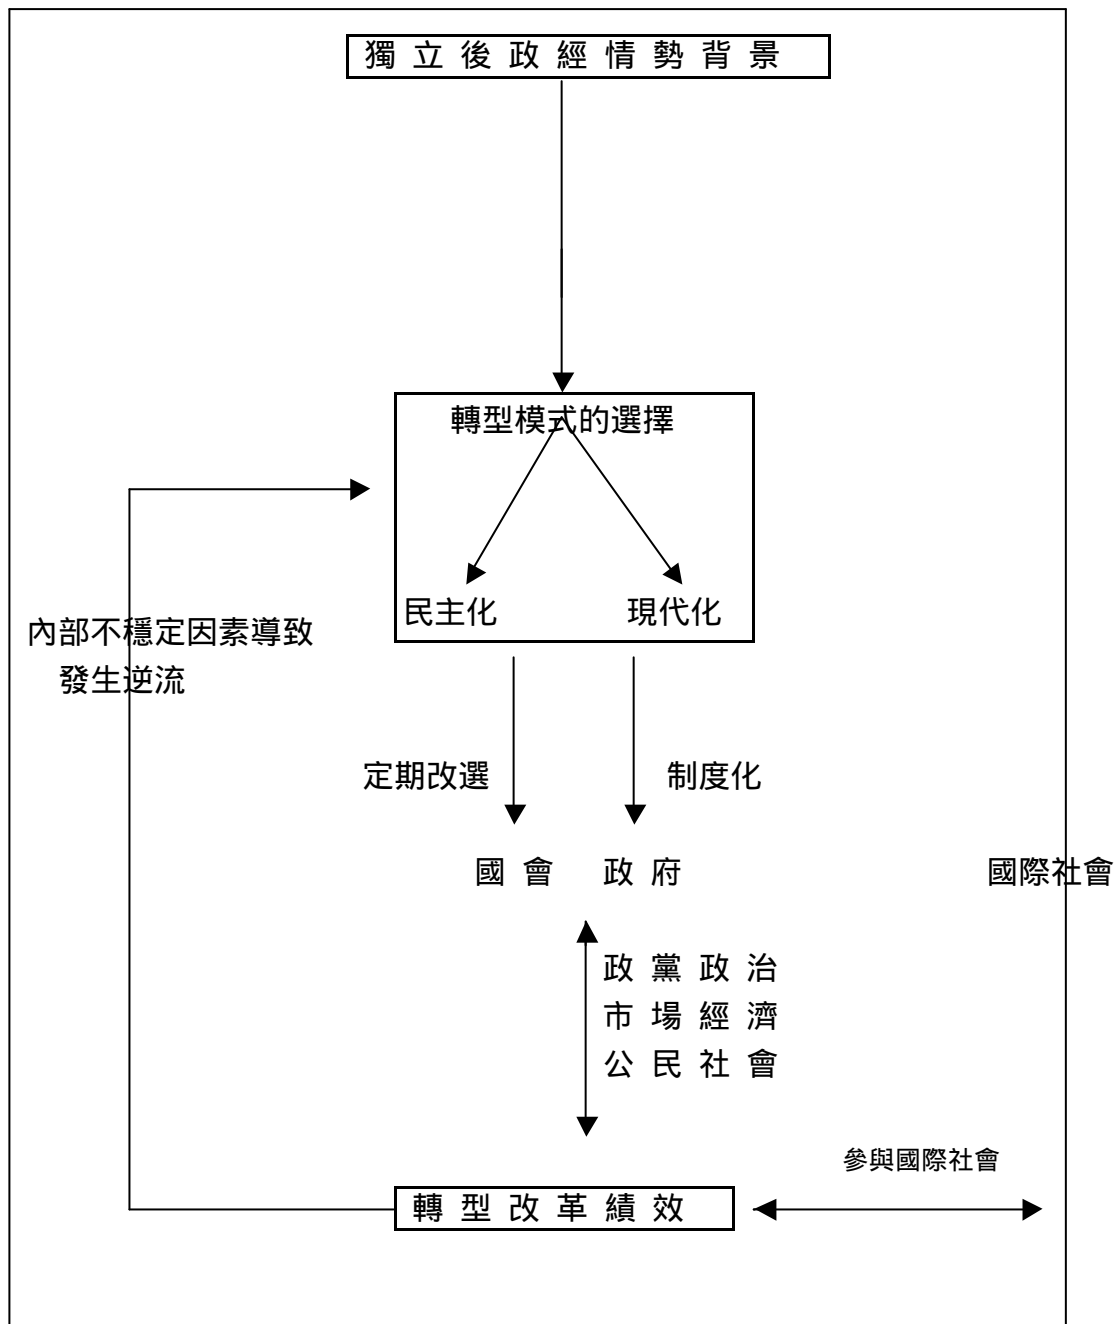 獨立後政經情勢背景
轉型模式的選擇
民主化 現代化
內部不穩定因素導致
發生逆流
定期改選 制度化
國會 政府 國際社會
政黨政治
市場經濟
公民社會
參與國際社會
轉型改革績效